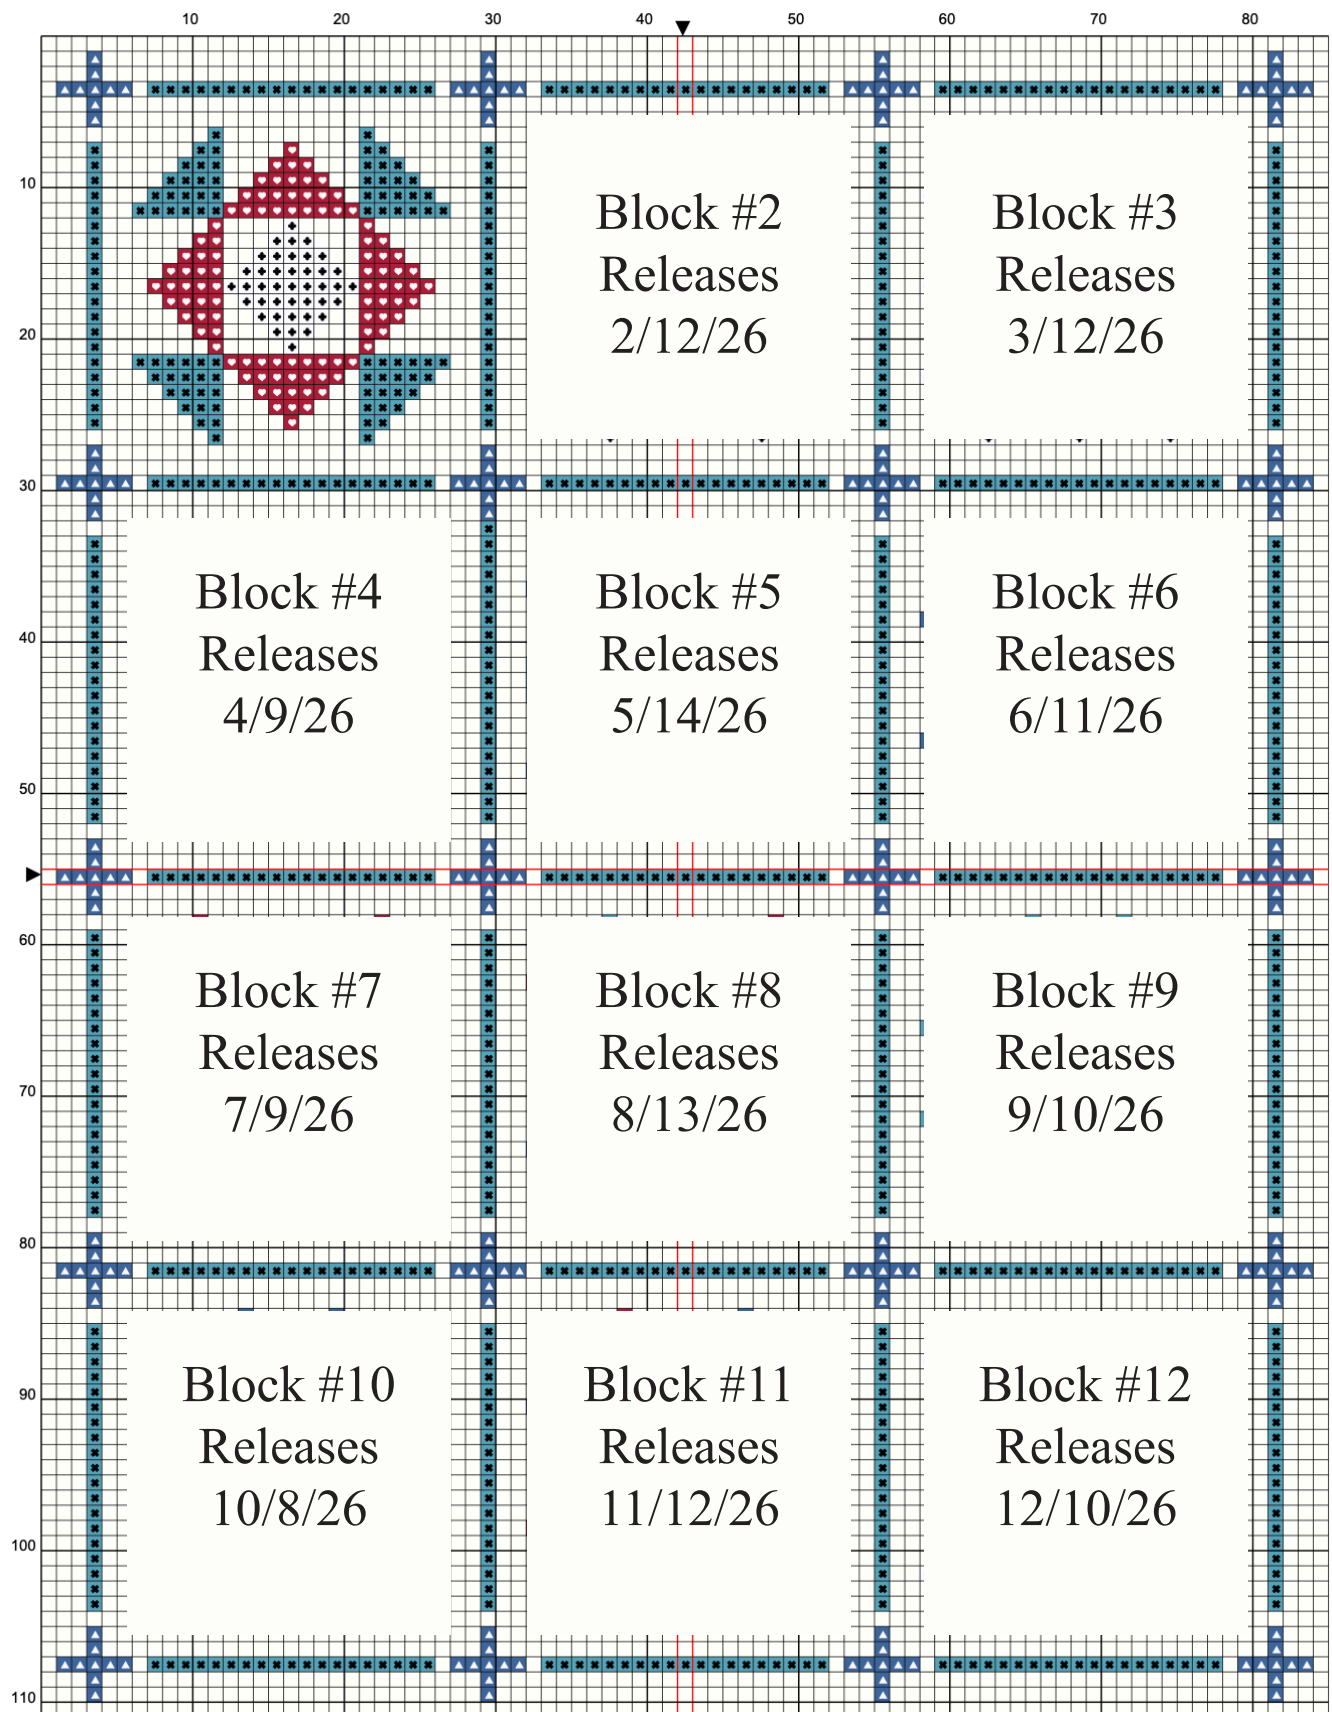 10 20 30 40 50 60 70 80
10
Block #2
Releases
2/12/26
Block #3
Releases
3/12/26
20
30
Block #4
Releases
4/9/26
Block #5
Releases
5/14/26
Block #6
Releases
6/11/26
40
50
60
Block #7
Releases
7/9/26
Block #8
Releases
8/13/26
Block #9
Releases
9/10/26
70
80
90
Block #10
Releases
10/8/26
Block #11
Releases
11/12/26
Block #12
Releases
12/10/26
100
110